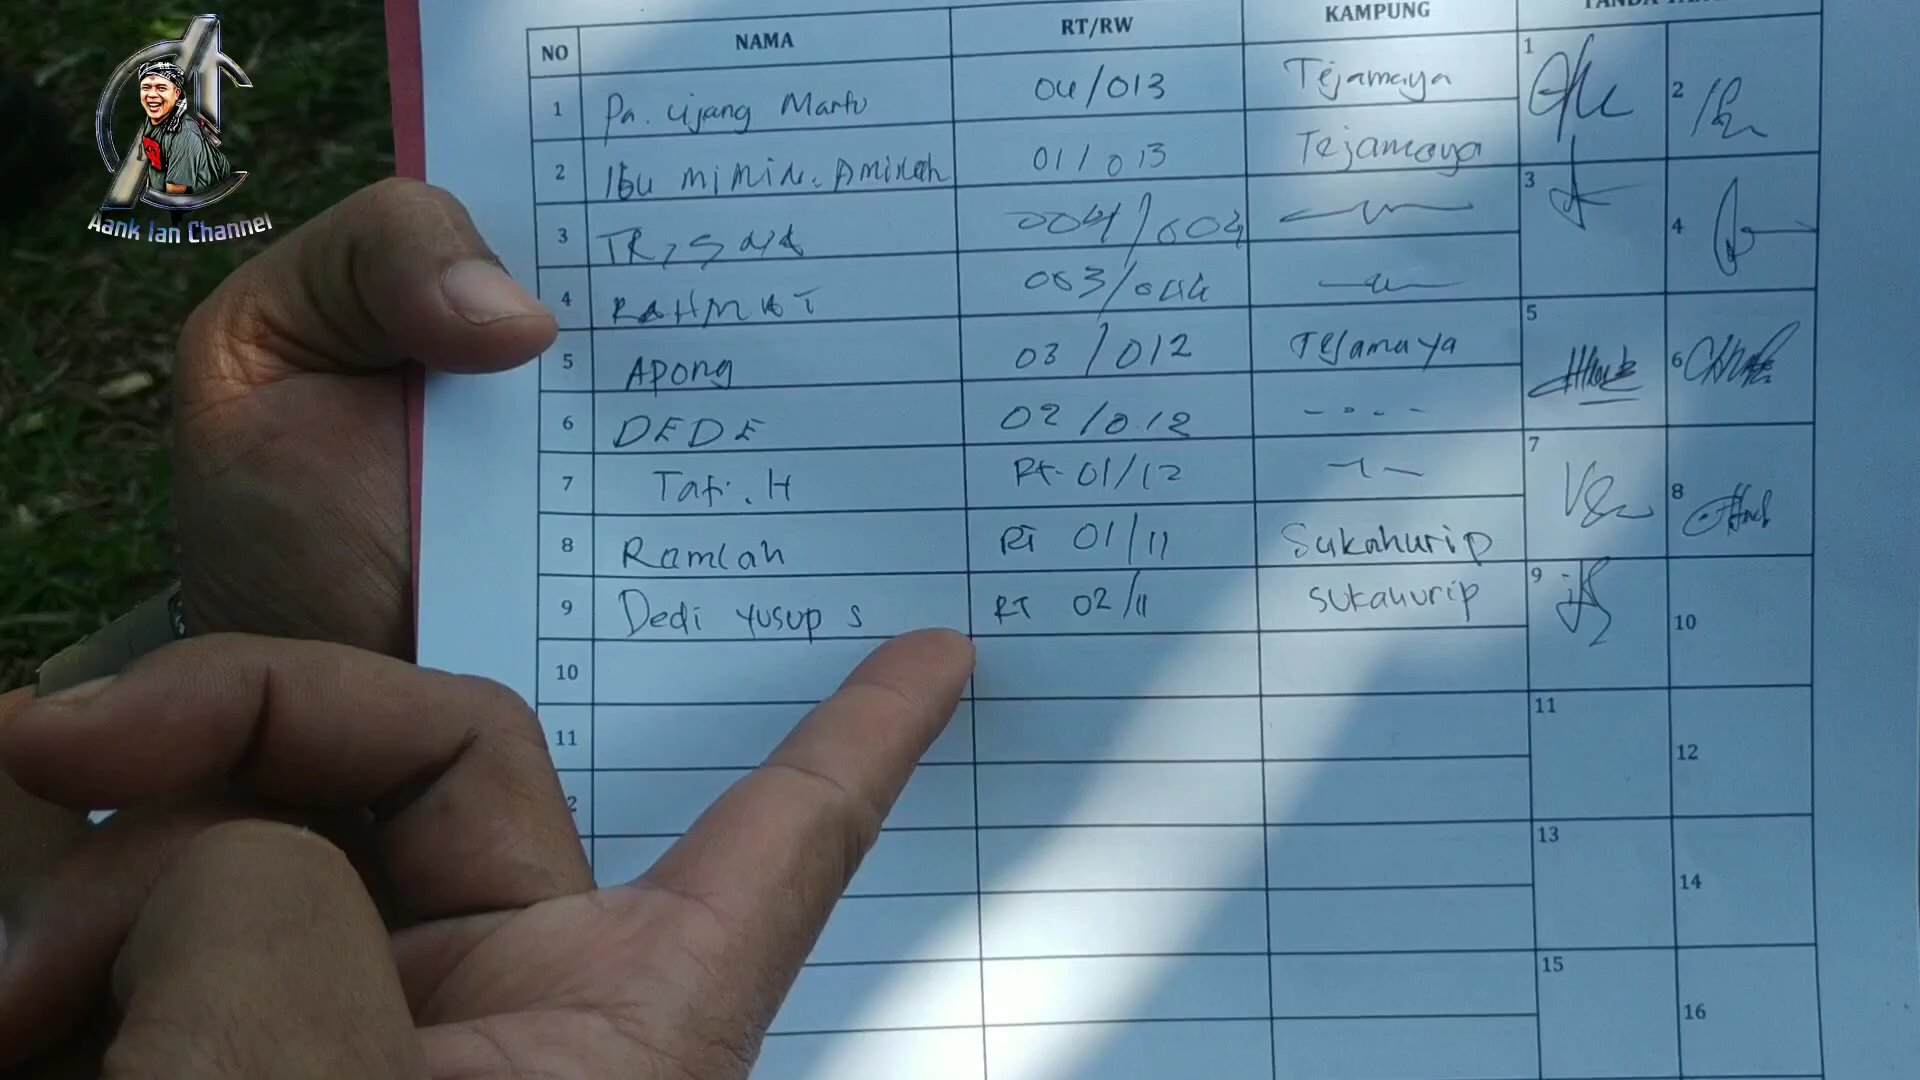 Aank Ian Channel
NO NAMA RT/RW KAMPUNG
1 Pa. Ujang Martu 04/013 Tejamaya 1 2
2 Ibu MiMiN. AMiNah 01/013 Tejamaya
3 004/004 3 4
4 RAHMAT 003/004
5 APong 03/012 TeJamaya 5 6
6 DEDE 02/012 - - - -
7 H Rt. 01/12 7 8
8 Ramlah RT 01/11 Sukahurip
9 Dedi Yusup S RT 02/11 sukahurip 9 10
10
11 11 12
2
13 14
15 16